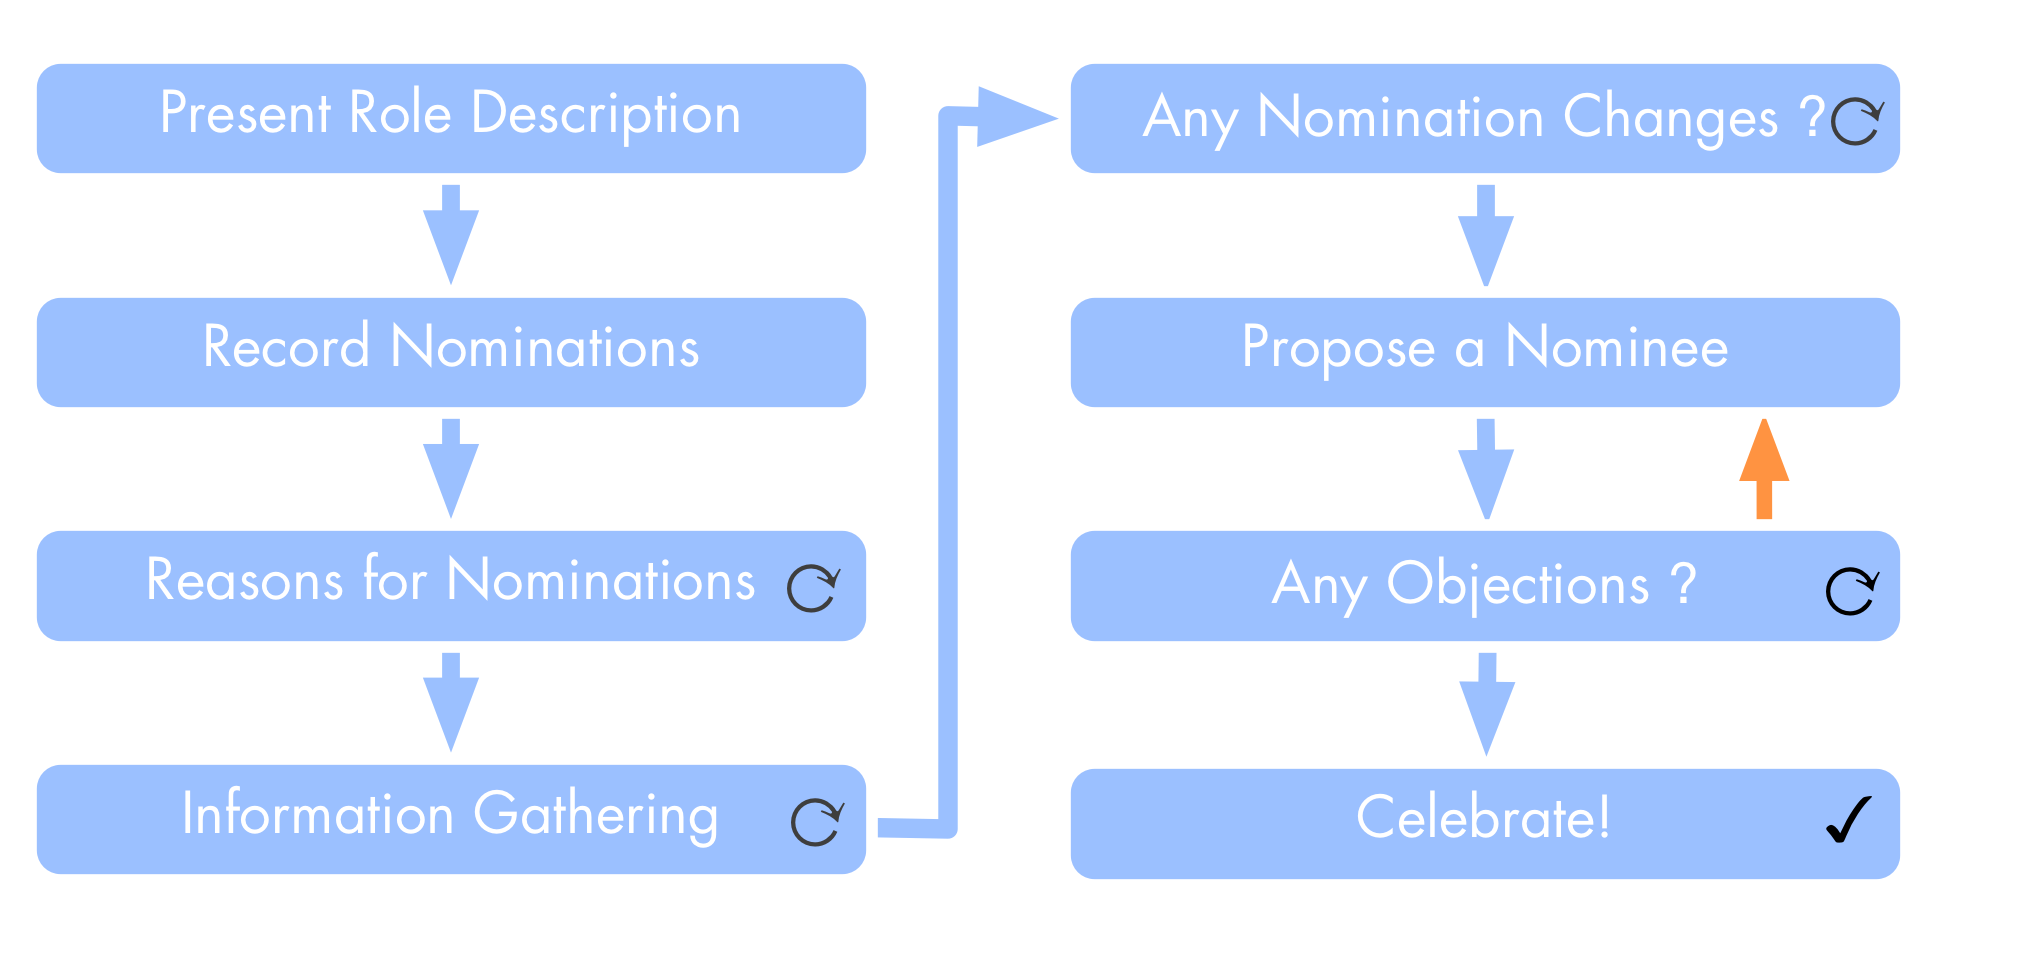 Present Role Description
Record Nominations
Reasons for Nominations
Information Gathering
Any Nomination Changes ?
Propose a Nominee
Any Objections ?
Celebrate!